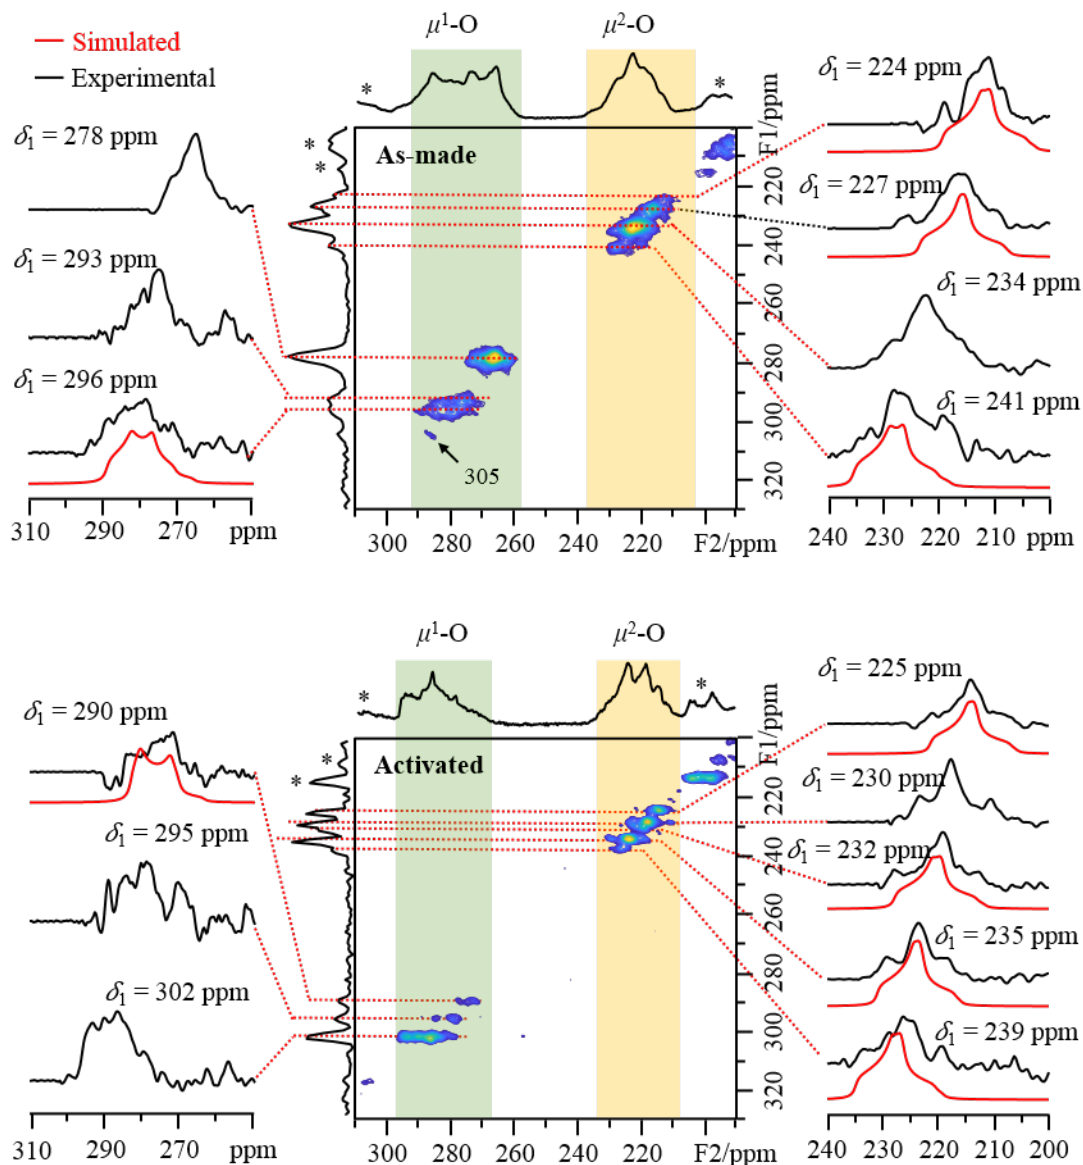 Simulated
Experimental
μ¹-O
μ²-O
*
*
*
*
As-made
F1/ppm
220
240
260
280
300
320
305
300
280
260
240
220
F2/ppm
δ₁ = 278 ppm
δ₁ = 293 ppm
δ₁ = 296 ppm
310
290
270
ppm
δ₁ = 224 ppm
δ₁ = 227 ppm
δ₁ = 234 ppm
δ₁ = 241 ppm
240
230
220
210
ppm
200
μ¹-O
μ²-O
*
*
*
*
Activated
F1/ppm
220
240
260
280
300
320
300
280
260
240
220
F2/ppm
δ₁ = 290 ppm
δ₁ = 295 ppm
δ₁ = 302 ppm
310
290
270
ppm
δ₁ = 225 ppm
δ₁ = 230 ppm
δ₁ = 232 ppm
δ₁ = 235 ppm
δ₁ = 239 ppm
240
230
220
210
200